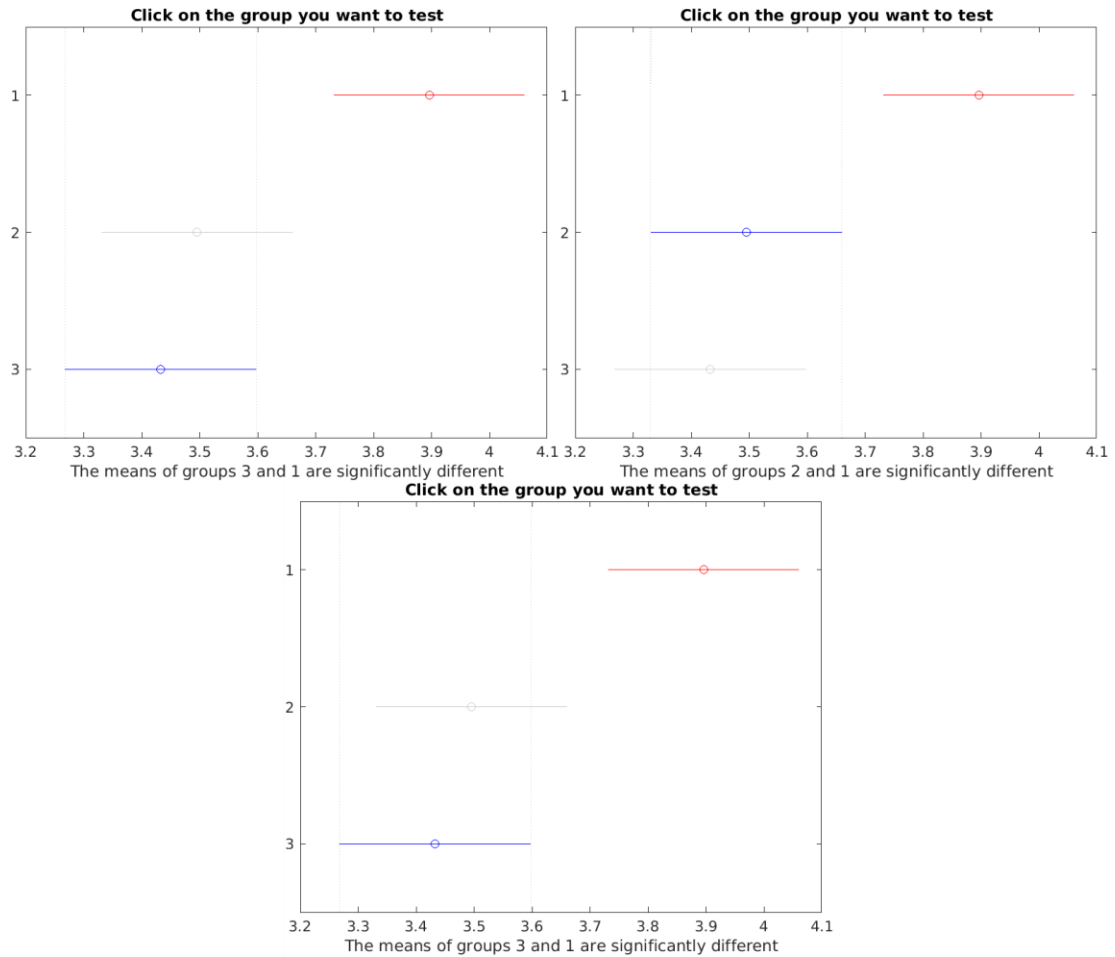 Click on the group you want to test
1
2
3
3.2 3.3 3.4 3.5 3.6 3.7 3.8 3.9 4 4.1
The means of groups 3 and 1 are significantly different
Click on the group you want to test
3.2 3.3 3.4 3.5 3.6 3.7 3.8 3.9 4 4.1
1
2
3
The means of groups 2 and 1 are significantly different
Click on the group you want to test
1
2
3
3.2 3.3 3.4 3.5 3.6 3.7 3.8 3.9 4 4.1
The means of groups 3 and 1 are significantly different